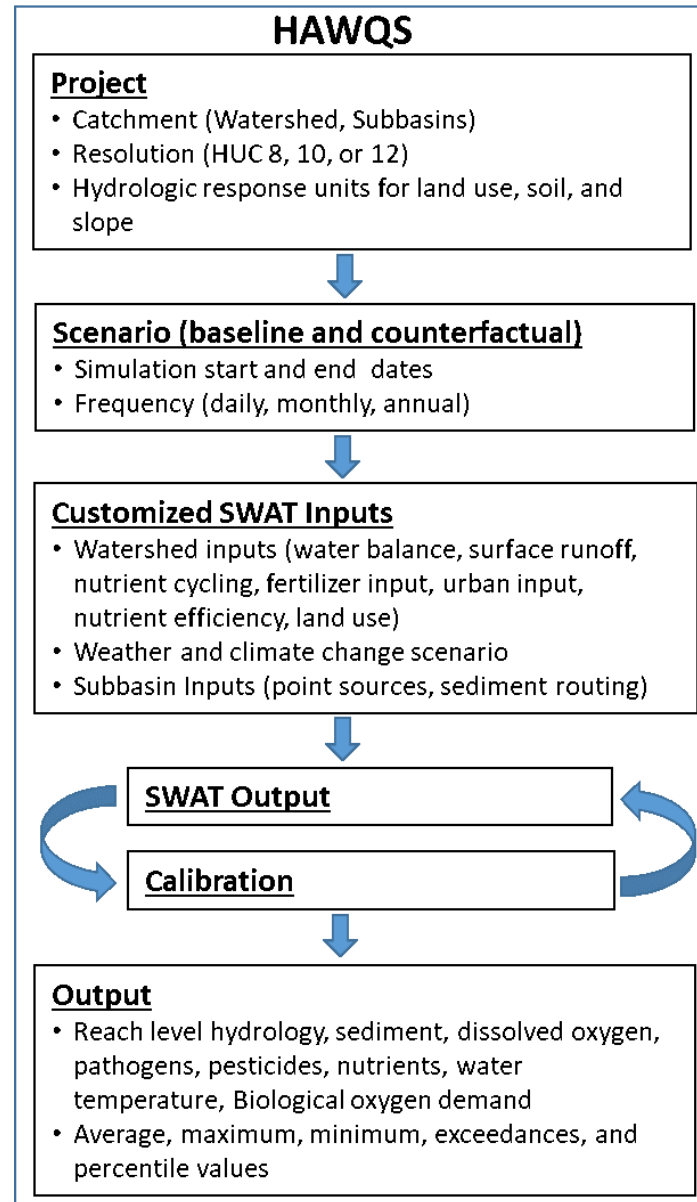 HAWQS
Project
• Catchment (Watershed, Subbasins)
• Resolution (HUC 8, 10, or 12)
• Hydrologic response units for land use, soil, and
slope
Scenario (baseline and counterfactual)
• Simulation start and end dates
• Frequency (daily, monthly, annual)
Customized SWAT Inputs
• Watershed inputs (water balance, surface runoff,
nutrient cycling, fertilizer input, urban input,
nutrient efficiency, land use)
• Weather and climate change scenario
• Subbasin Inputs (point sources, sediment routing)
SWAT Output
Calibration
Output
• Reach level hydrology, sediment, dissolved oxygen,
pathogens, pesticides, nutrients, water
temperature, Biological oxygen demand
• Average, maximum, minimum, exceedances, and
percentile values